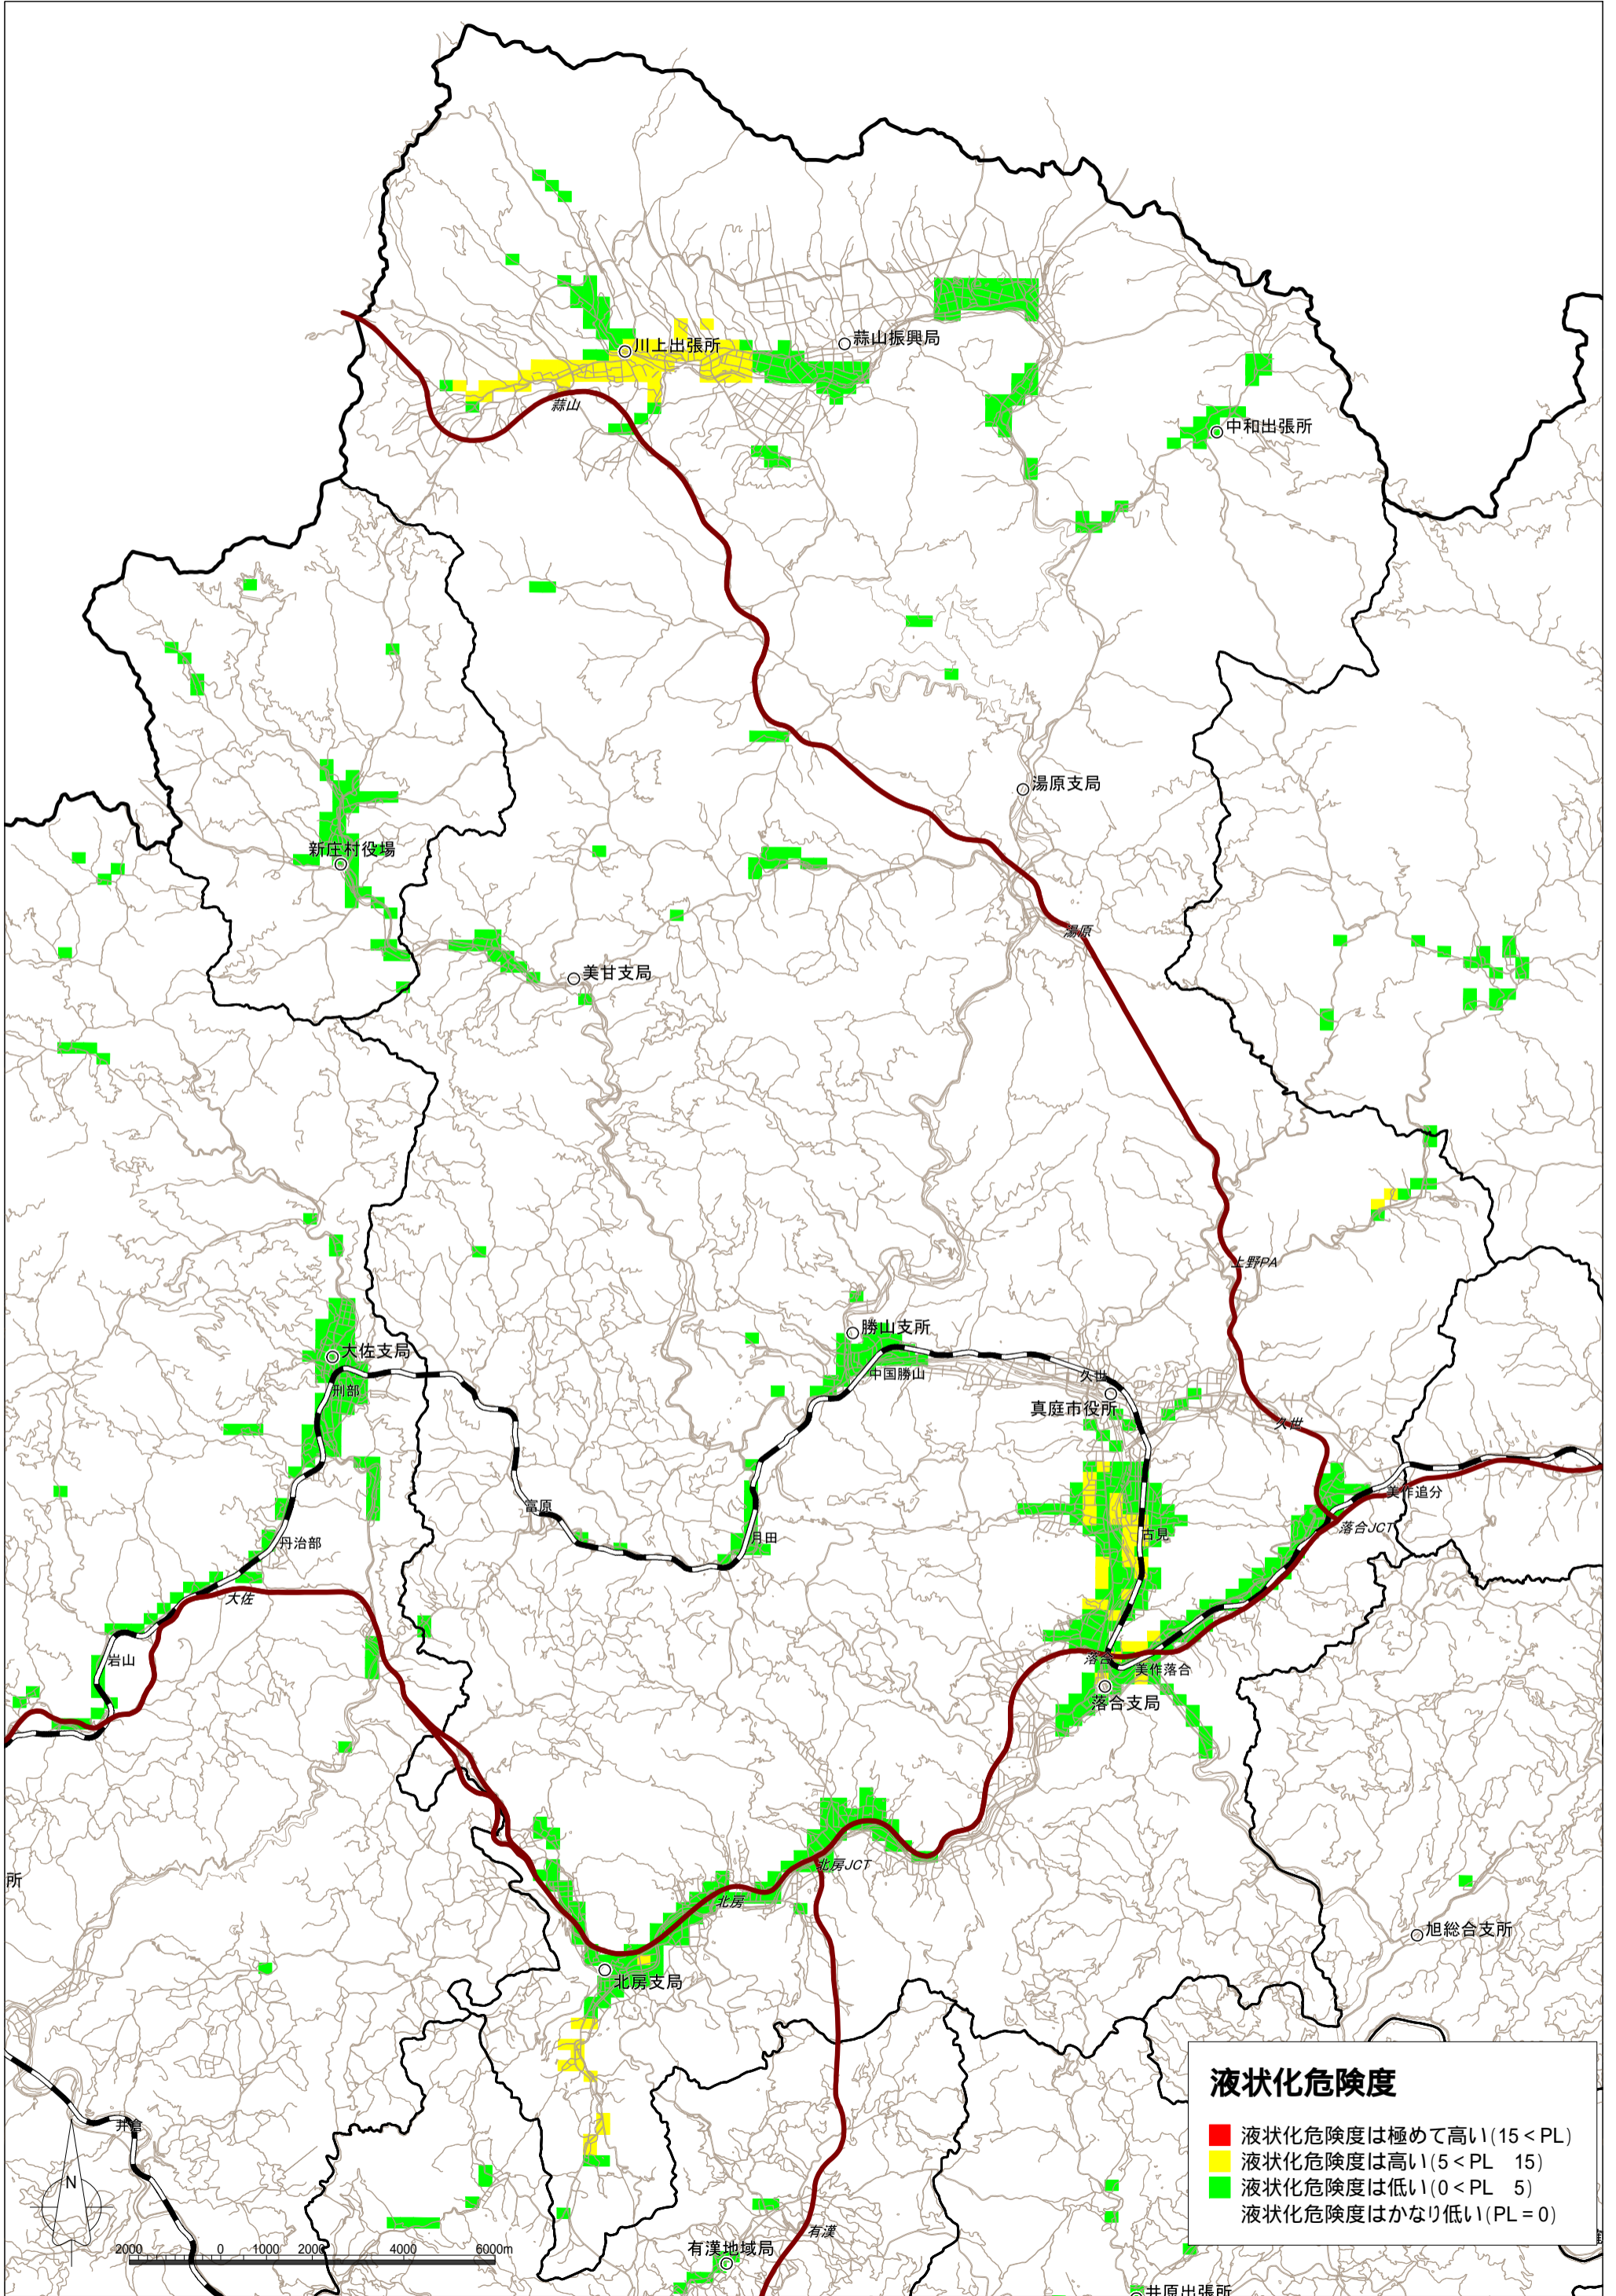 川上出張所
蒜山振興局
蒜山
中和出張所
湯原支局
新庄村役場
湯原
美甘支局
上野PA
勝山支所
大佐支局
中国勝山
久世
刑部
真庭市役所
久世
美作追分
富原
落合JCT
古見
月田
丹治部
大佐
岩山
落合
美作落合
落合支局
北房JCT
所
北房
旭総合支所
北房支局
液状化危険度
液状化危険度は極めて高い(15<PL)
液状化危険度は高い(5<PL 15)
液状化危険度は低い(0<PL 5)
液状化危険度はかなり低い(PL=0)
井倉
N
有漢
2000 0 1000 2000 4000 6000m
有漢地域局
井原出張所